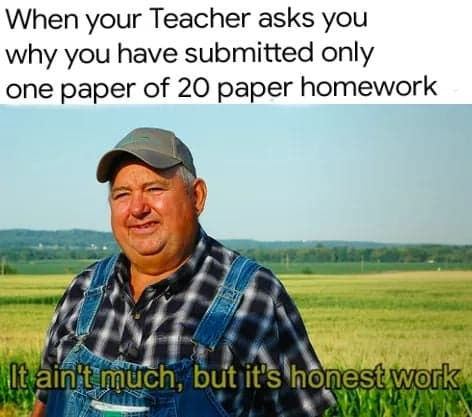 When your Teacher asks you
why you have submitted only
one paper of 20 paper homework
It ain't much, but it's honest work